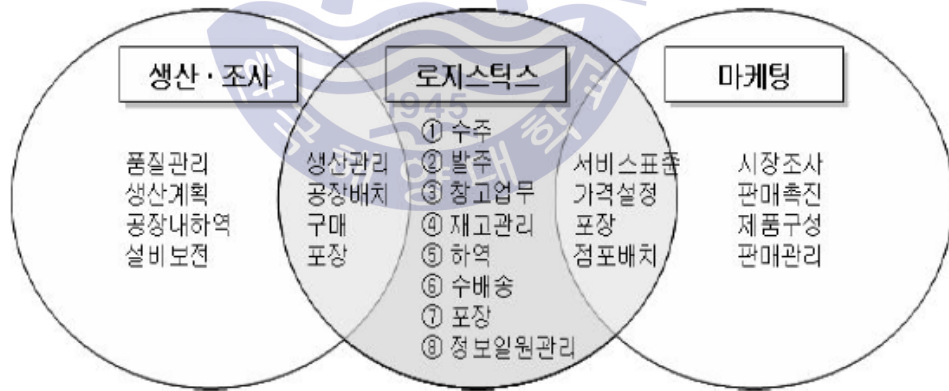 생산·조사
품질관리
생산계획
공장내하역
설비보전
생산관리
공장배치
구매
포장
로지스틱스
1945
① 수주
② 발주
③ 창고업무
④ 재고관리
⑤ 하역
⑥ 수배송
⑦ 포장
⑧ 정보일원관리
서비스표준
가격설정
포장
점포배치
마케팅
시장조사
판매촉진
제품구성
판매관리